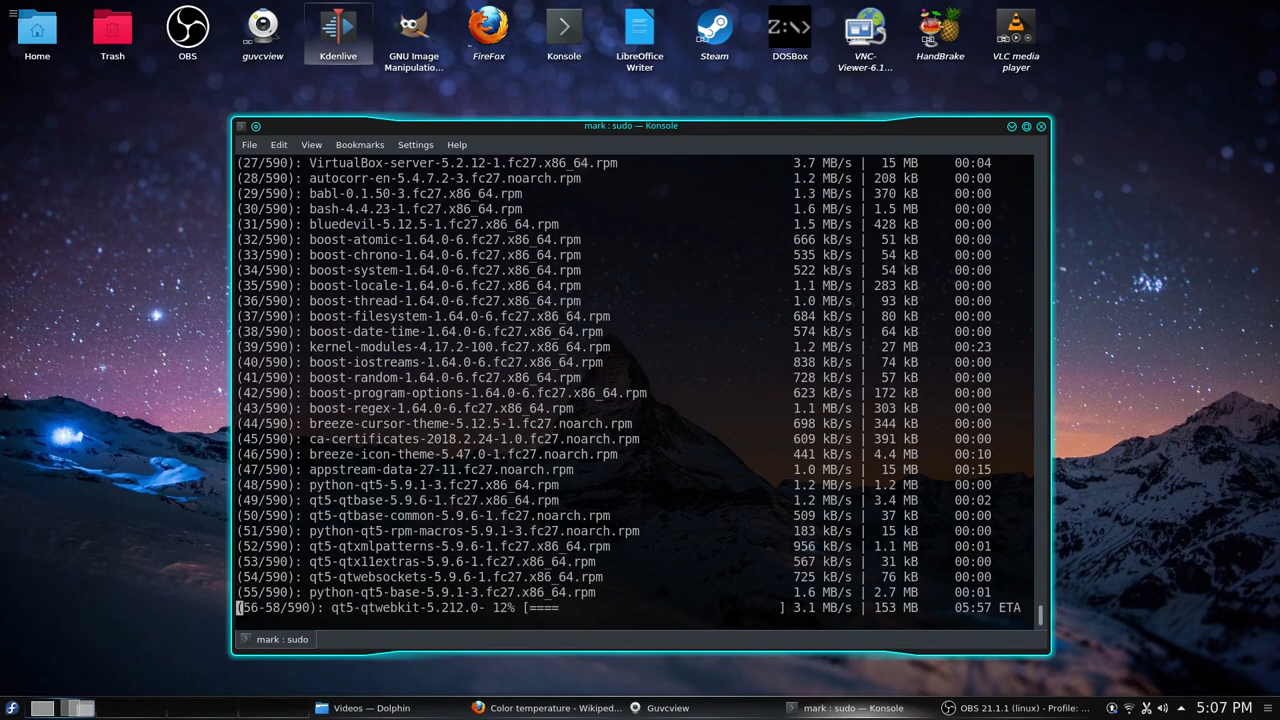 Home
Trash
OBS
guvcview
Kdenlive
GNU Image
Manipulatio...
FireFox
Konsole
LibreOffice
Writer
Steam
Z:\>
DOSBox
VNC-
Viewer-6.1...
HandBrake
VLC media
player
mark : sudo — Konsole
File Edit View Bookmarks Settings Help
(27/590): VirtualBox-server-5.2.12-1.fc27.x86_64.rpm 3.7 MB/s | 15 MB 00:04
(28/590): autocorr-en-5.4.7.2-3.fc27.noarch.rpm 1.2 MB/s | 208 kB 00:00
(29/590): babl-0.1.50-3.fc27.x86_64.rpm 1.3 MB/s | 370 kB 00:00
(30/590): bash-4.4.23-1.fc27.x86_64.rpm 1.6 MB/s | 1.5 MB 00:00
(31/590): bluedevil-5.12.5-1.fc27.x86_64.rpm 1.5 MB/s | 428 kB 00:00
(32/590): boost-atomic-1.64.0-6.fc27.x86_64.rpm 666 kB/s | 51 kB 00:00
(33/590): boost-chrono-1.64.0-6.fc27.x86_64.rpm 535 kB/s | 54 kB 00:00
(34/590): boost-system-1.64.0-6.fc27.x86_64.rpm 522 kB/s | 54 kB 00:00
(35/590): boost-locale-1.64.0-6.fc27.x86_64.rpm 1.1 MB/s | 283 kB 00:00
(36/590): boost-thread-1.64.0-6.fc27.x86_64.rpm 1.0 MB/s | 93 kB 00:00
(37/590): boost-filesystem-1.64.0-6.fc27.x86_64.rpm 684 kB/s | 80 kB 00:00
(38/590): boost-date-time-1.64.0-6.fc27.x86_64.rpm 574 kB/s | 64 kB 00:00
(39/590): kernel-modules-4.17.2-100.fc27.x86_64.rpm 1.2 MB/s | 27 MB 00:23
(40/590): boost-iostreams-1.64.0-6.fc27.x86_64.rpm 838 kB/s | 74 kB 00:00
(41/590): boost-random-1.64.0-6.fc27.x86_64.rpm 728 kB/s | 57 kB 00:00
(42/590): boost-program-options-1.64.0-6.fc27.x86_64.rpm 623 kB/s | 172 kB 00:00
(43/590): boost-regex-1.64.0-6.fc27.x86_64.rpm 1.1 MB/s | 303 kB 00:00
(44/590): breeze-cursor-theme-5.12.5-1.fc27.noarch.rpm 698 kB/s | 344 kB 00:00
(45/590): ca-certificates-2018.2.24-1.0.fc27.noarch.rpm 609 kB/s | 391 kB 00:00
(46/590): breeze-icon-theme-5.47.0-1.fc27.noarch.rpm 441 kB/s | 4.4 MB 00:10
(47/590): appstream-data-27-11.fc27.noarch.rpm 1.0 MB/s | 15 MB 00:15
(48/590): python-qt5-5.9.1-3.fc27.x86_64.rpm 1.2 MB/s | 1.2 MB 00:00
(49/590): qt5-qtbase-5.9.6-1.fc27.x86_64.rpm 1.2 MB/s | 3.4 MB 00:02
(50/590): qt5-qtbase-common-5.9.6-1.fc27.noarch.rpm 509 kB/s | 37 kB 00:00
(51/590): python-qt5-rpm-macros-5.9.1-3.fc27.noarch.rpm 183 kB/s | 15 kB 00:00
(52/590): qt5-qtxmlpatterns-5.9.6-1.fc27.x86_64.rpm 956 kB/s | 1.1 MB 00:01
(53/590): qt5-qtx11extras-5.9.6-1.fc27.x86_64.rpm 567 kB/s | 31 kB 00:00
(54/590): qt5-qtwebsockets-5.9.6-1.fc27.x86_64.rpm 725 kB/s | 76 kB 00:00
(55/590): python-qt5-base-5.9.1-3.fc27.x86_64.rpm 1.6 MB/s | 2.7 MB 00:01
(56-58/590): qt5-qtwebkit-5.212.0- 12% [==== ] 3.1 MB/s | 153 MB 05:57 ETA
mark : sudo
Videos — Dolphin
Color temperature - Wikiped...
Guvcview
mark : sudo — Konsole
OBS 21.1.1 (linux) - Profile: ...
5:07 PM